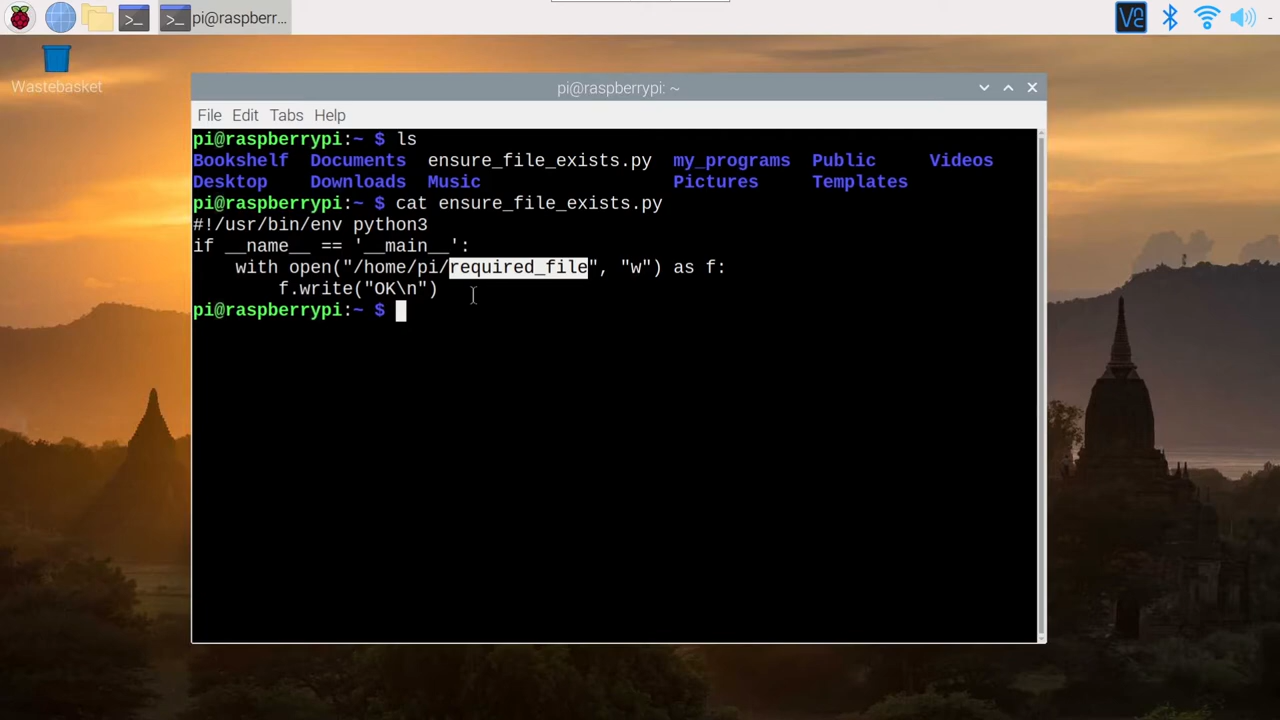 pi@raspberr...
VC
Wastebasket
pi@raspberrypi: ~
File Edit Tabs Help
pi@raspberrypi:~ $ ls
Bookshelf Documents ensure_file_exists.py my_programs Public Videos
Desktop Downloads Music Pictures Templates
pi@raspberrypi:~ $ cat ensure_file_exists.py
#!/usr/bin/env python3
if __name__ == '__main__':
    with open("/home/pi/required_file", "w") as f:
        f.write("OK\n")
pi@raspberrypi:~ $